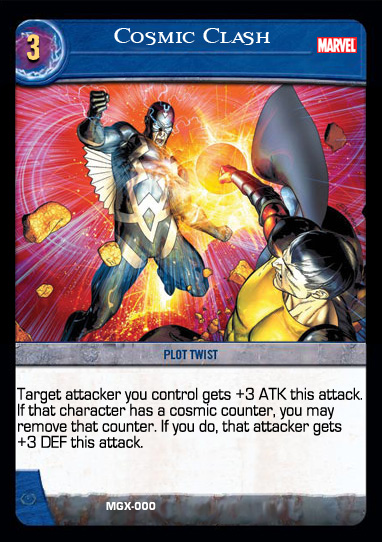 3
Cosmic Clash
MARVEL
PLOT TWIST
Target attacker you control gets +3 ATK this attack.
If that character has a cosmic counter, you may
remove that counter. If you do, that attacker gets
+3 DEF this attack.
MGX-000